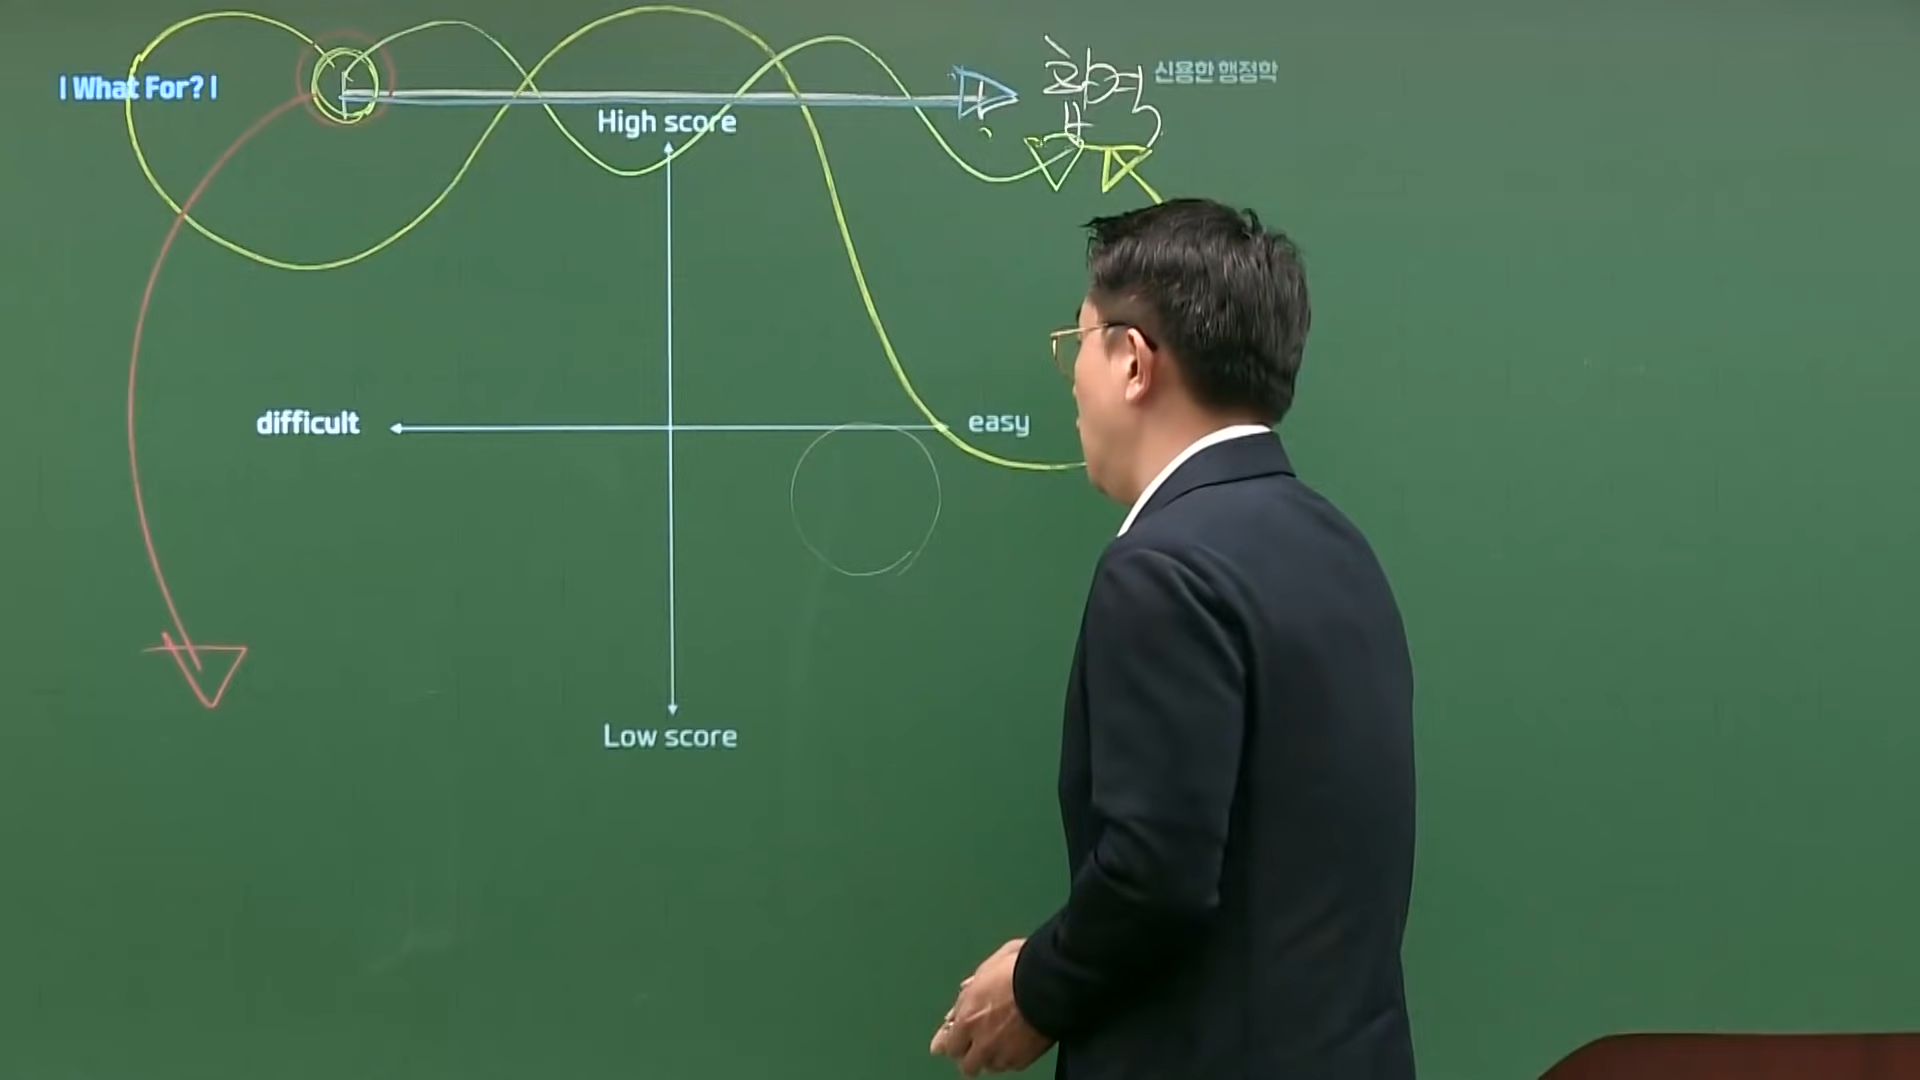 | What For? |
합격
신용한 행정학
High score
difficult
easy
Low score